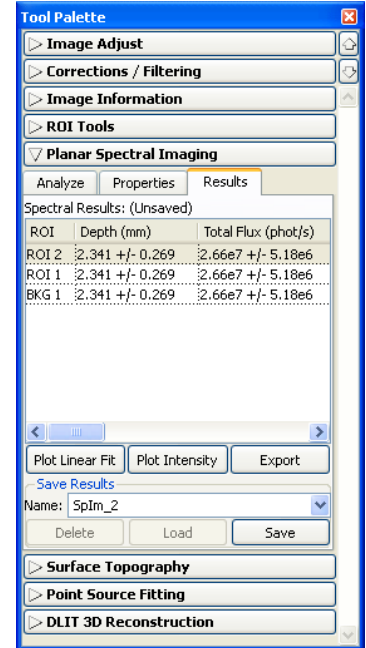 Tool Palette
Image Adjust
Corrections / Filtering
Image Information
ROI Tools
Planar Spectral Imaging
Analyze Properties Results
Spectral Results: (Unsaved)
ROI Depth (mm) Total Flux (phot/s)
ROI 2 2.341 +/- 0.269 2.66e7 +/- 5.18e6
ROI 1 2.341 +/- 0.269 2.66e7 +/- 5.18e6
BKG 1 2.341 +/- 0.269 2.66e7 +/- 5.18e6
Plot Linear Fit Plot Intensity Export
Save Results
Name: SpIm_2
Delete Load Save
Surface Topography
Point Source Fitting
DLIT 3D Reconstruction